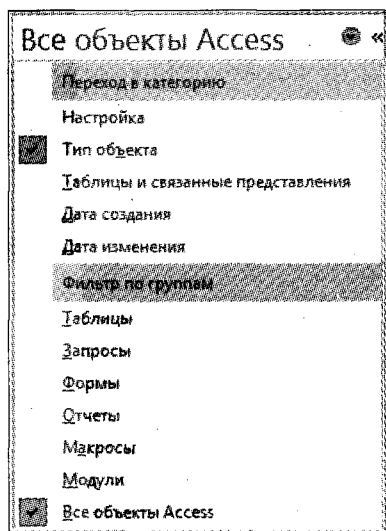 Все объекты Access «
Переход в категорию
Настройка
Тип объекта
Таблицы и связанные представления
Дата создания
Дата изменения
Фильтр по группам
Таблицы
Запросы
Формы
Отчеты
Макросы
Модули
Все объекты Access